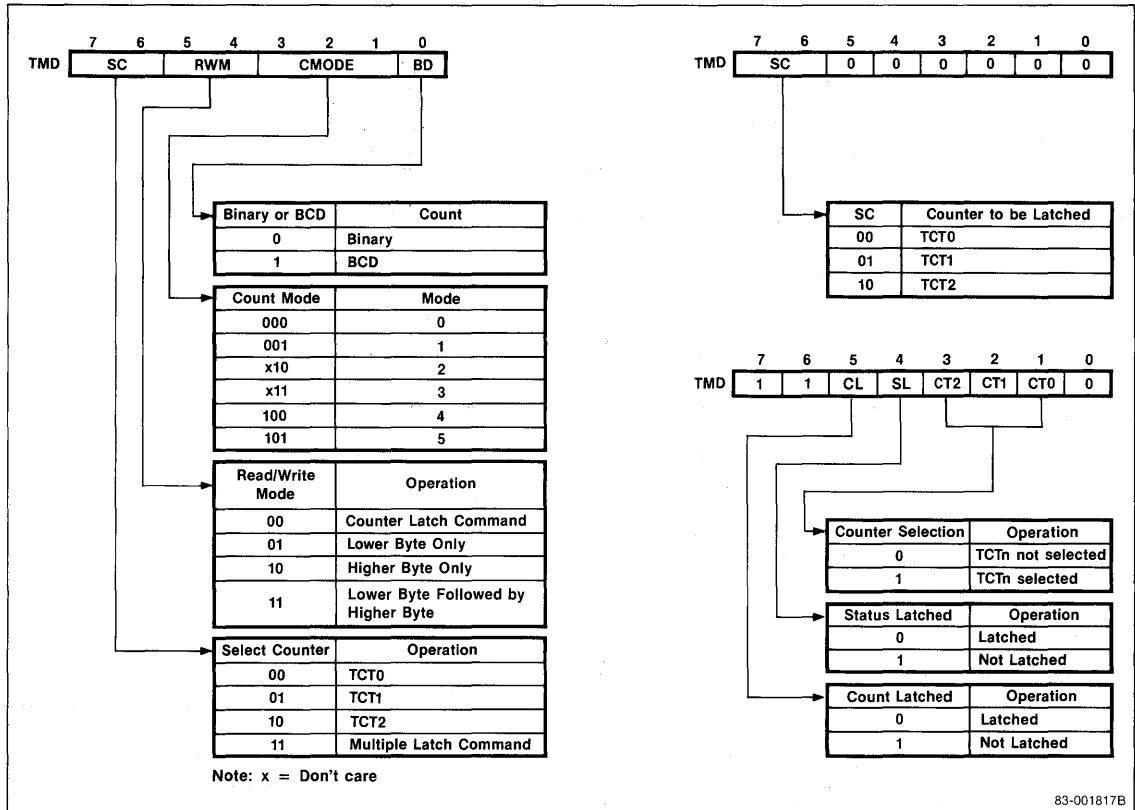 7 6 5 4 3 2 1 0
TMD SC RWM CMODE BD
Binary or BCD Count
0 Binary
1 BCD
Count Mode Mode
000 0
001 1
x10 2
x11 3
100 4
101 5
Read/Write
Mode Operation
00 Counter Latch Command
01 Lower Byte Only
10 Higher Byte Only
11 Lower Byte Followed by
Higher Byte
Select Counter Operation
00 TCT0
01 TCT1
10 TCT2
11 Multiple Latch Command
Note: x = Don't care
7 6 5 4 3 2 1 0
TMD SC 0 0 0 0 0 0
SC Counter to be Latched
00 TCT0
01 TCT1
10 TCT2
7 6 5 4 3 2 1 0
TMD 1 1 CL SL CT2 CT1 CT0 0
Counter Selection Operation
0 TCTn not selected
1 TCTn selected
Status Latched Operation
0 Latched
1 Not Latched
Count Latched Operation
0 Latched
1 Not Latched
83-001817B